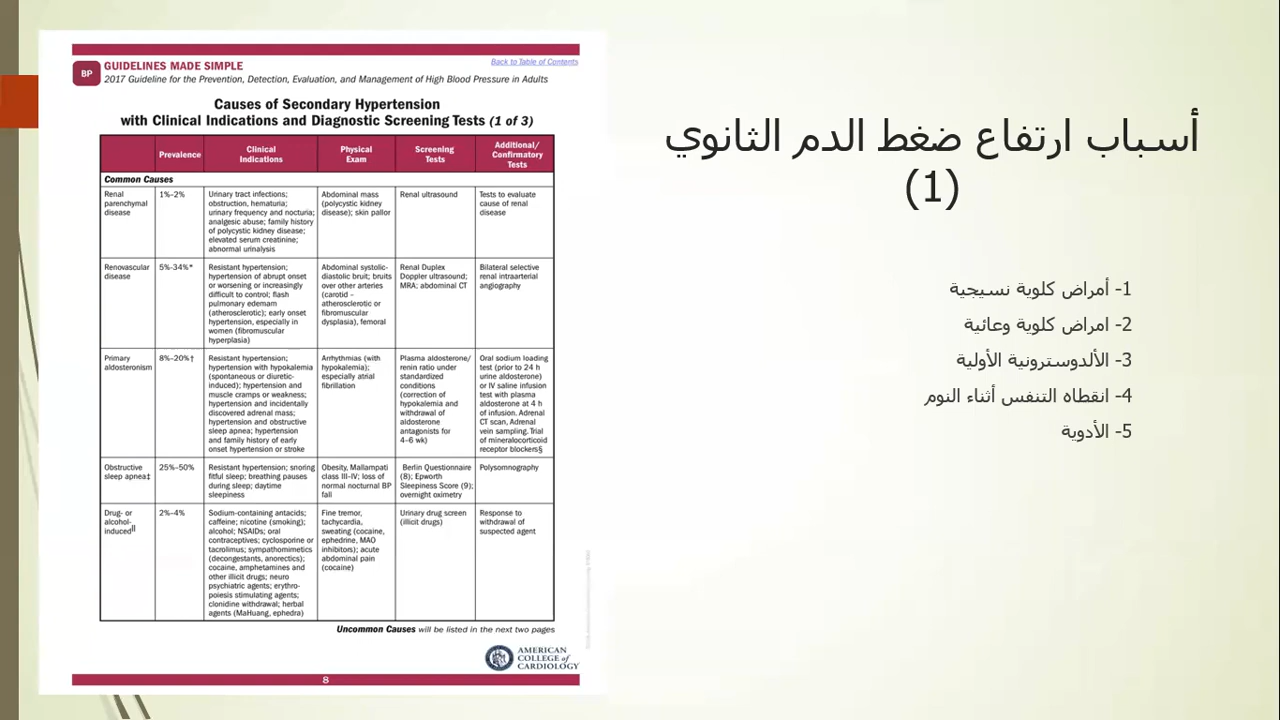 GUIDELINES MADE SIMPLE
Back to Table of Contents
BP
2017 Guideline for the Prevention, Detection, Evaluation, and Management of High Blood Pressure in Adults
Causes of Secondary Hypertension
with Clinical Indications and Diagnostic Screening Tests (1 of 3)
Prevalence
Clinical
Indications
Physical
Exam
Screening
Tests
Additional/
Confirmatory
Tests
Common Causes
Renal
parenchymal
disease
1%–2%
Urinary tract infections;
obstruction, hematuria;
urinary frequency and nocturia;
analgesic abuse; family history
of polycystic kidney disease;
elevated serum creatinine;
abnormal urinalysis
Abdominal mass
(polycystic kidney
disease); skin pallor
Renal ultrasound
Tests to evaluate
cause of renal
disease
Renovascular
disease
5%-34%*
Resistant hypertension;
hypertension of abrupt onset
or worsening or increasingly
difficult to control; flash
pulmonary edemam
(atherosclerotic); early onset
hypertension, especially in
women (fibromuscular
hyperplasia)
Abdominal systolic-
diastolic bruit; bruits
over other arteries
(carotid –
atherosclerotic or
fibromuscular
dysplasia), femoral
Renal Duplex
Doppler ultrasound;
MRA; abdominal CT
Bilateral selective
renal intraarterial
angiography
Primary
aldosteronism
8%–20%†
Resistant hypertension;
hypertension with hypokalemia
(spontaneous or diuretic-
induced); hypertension and
muscle cramps or weakness;
hypertension and incidentally
discovered adrenal mass;
hypertension and obstructive
sleep apnea; hypertension
and family history of early
onset hypertension or stroke
Arrhythmias (with
hypokalemia);
especially atrial
fibrillation
Plasma aldosterone/
renin ratio under
standardized
conditions
(correction of
hypokalemia and
withdrawal of
aldosterone
antagonists for
4–6 wk)
Oral sodium loading
test (prior to 24 h
urine aldosterone)
or IV saline infusion
test with plasma
aldosterone at 4 h
of infusion. Adrenal
CT scan, Adrenal
vein sampling. Trial
of mineralocorticoid
receptor blockers§
Obstructive
sleep apnea‡
25%–50%
Resistant hypertension; snoring
fitful sleep; breathing pauses
during sleep; daytime
sleepiness
Obesity, Mallampati
class III–IV; loss of
normal nocturnal BP
fall
Berlin Questionnaire
(8); Epworth
Sleepiness Score (9);
overnight oximetry
Polysomnography
Drug- or
alcohol-
induced||
2%–4%
Sodium-containing antacids;
caffeine; nicotine (smoking);
alcohol; NSAIDs; oral
contraceptives; cyclosporine or
tacrolimus; sympathomimetics
(decongestants, anorectics);
cocaine, amphetamines and
other illicit drugs; neuro
psychiatric agents; erythro-
poiesis stimulating agents;
clonidine withdrawal; herbal
agents (MaHuang, ephedra)
Fine tremor,
tachycardia,
sweating (cocaine,
ephedrine, MAO
inhibitors); acute
abdominal pain
(cocaine)
Urinary drug screen
(illicit drugs)
Response to
withdrawal of
suspected agent
Uncommon Causes will be listed in the next two pages
AMERICAN
COLLEGE of
CARDIOLOGY
8
أسباب ارتفاع ضغط الدم الثانوي
(1)
1- أمراض كلوية نسيجية
2- امراض كلوية وعائية
3- الألدوسترونية الأولية
4- انقطاه التنفس أثناء النوم
5- الأدوية